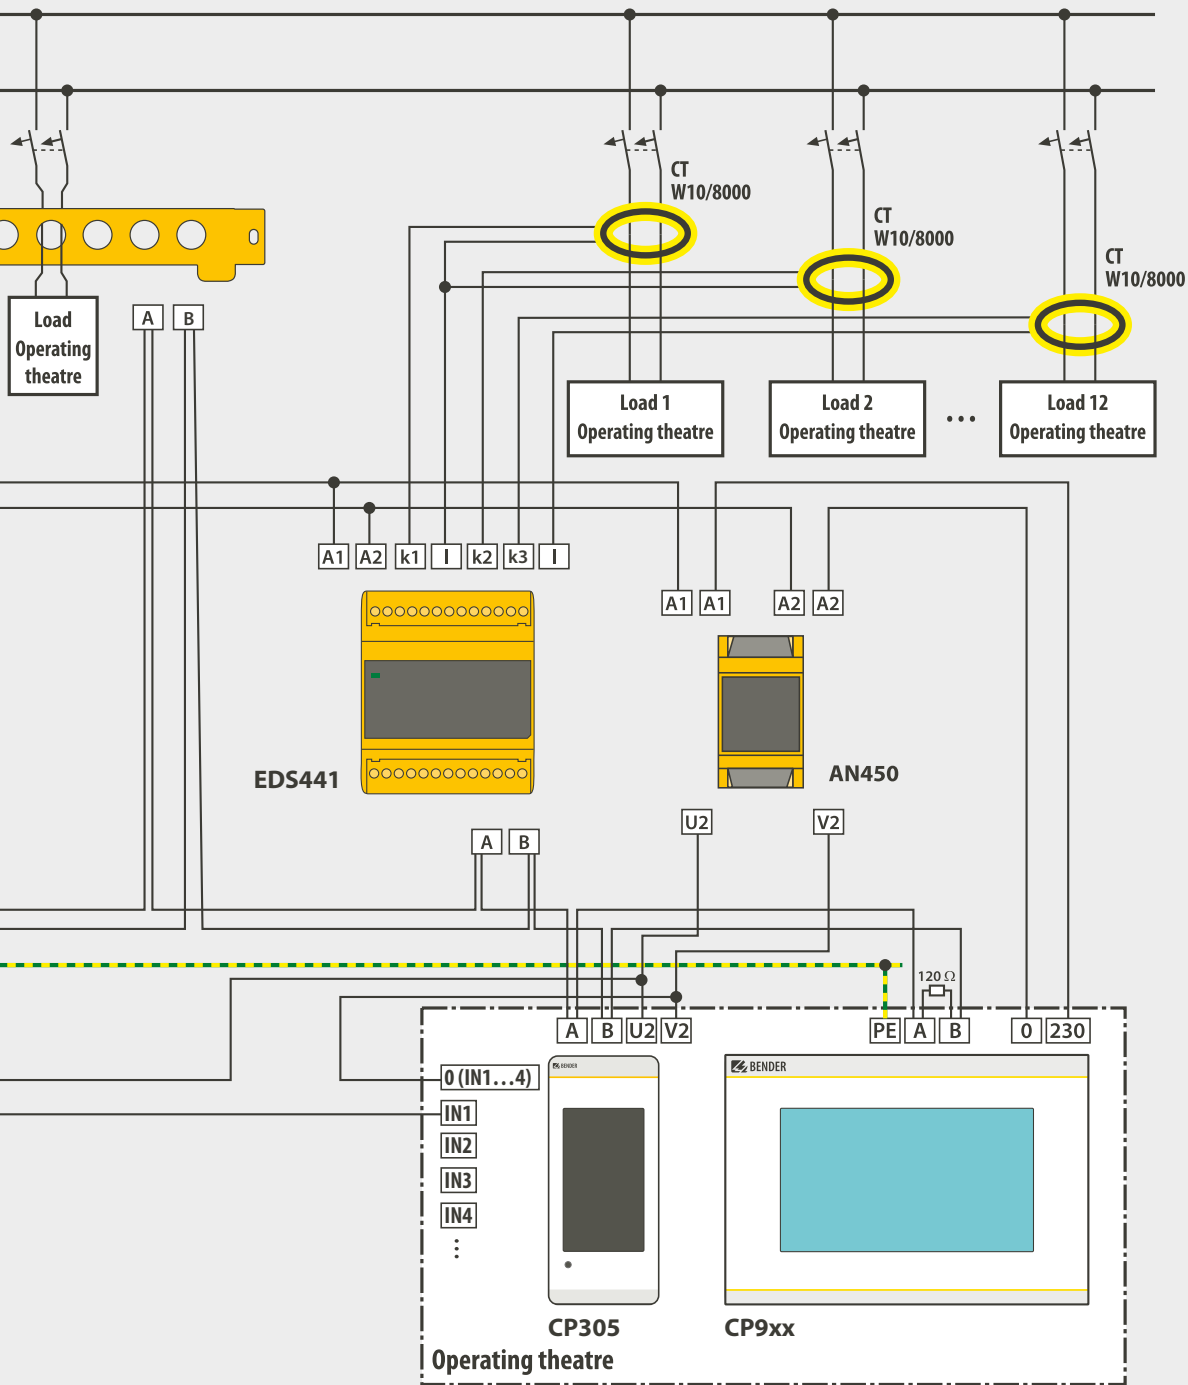 CT
W10/8000
CT
W10/8000
CT
W10/8000
Load
Operating
theatre
A
B
Load 1
Operating theatre
Load 2
Operating theatre
...
Load 12
Operating theatre
A1
A2
k1
l
k2
k3
l
A1
A1
A2
A2
EDS441
AN450
U2
V2
A
B
120 Ω
A
B
U2
V2
PE
A
B
0
230
0 (IN1...4)
IN1
IN2
IN3
IN4
BENDER
BENDER
CP305
CP9xx
Operating theatre